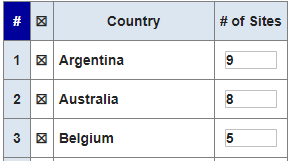 # ☒ Country # of Sites
1 ☒ Argentina 9
2 ☒ Australia 8
3 ☒ Belgium 5